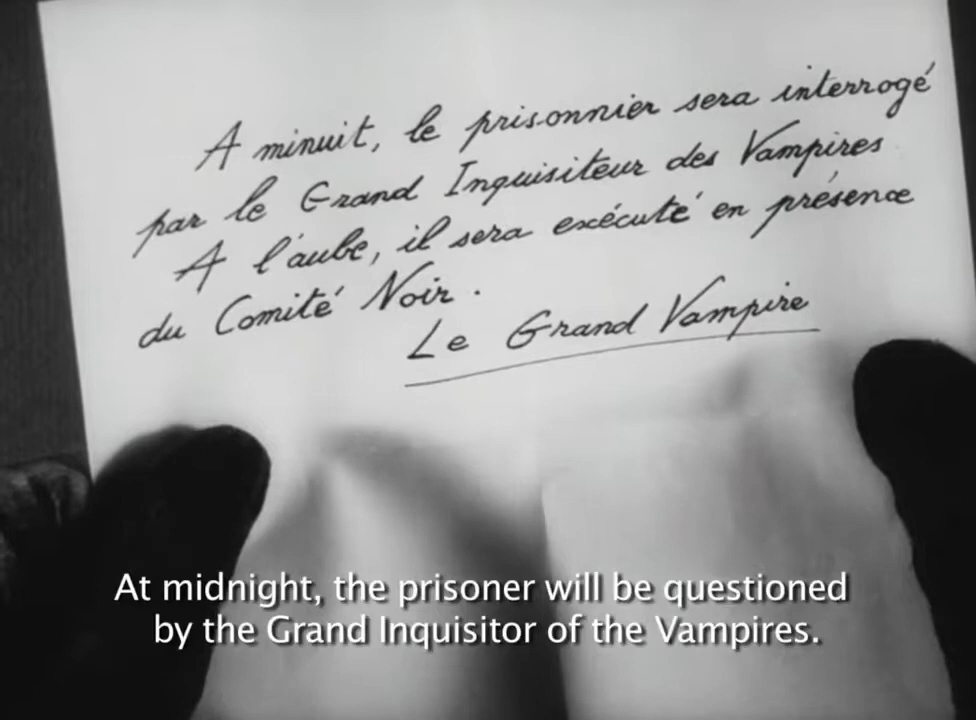 A minuit, le prisonnier sera interrogé
par le Grand Inquisiteur des Vampires
A l'aube, il sera exécuté en présence
du Comité Noir.
Le Grand Vampire
At midnight, the prisoner will be questioned
by the Grand Inquisitor of the Vampires.